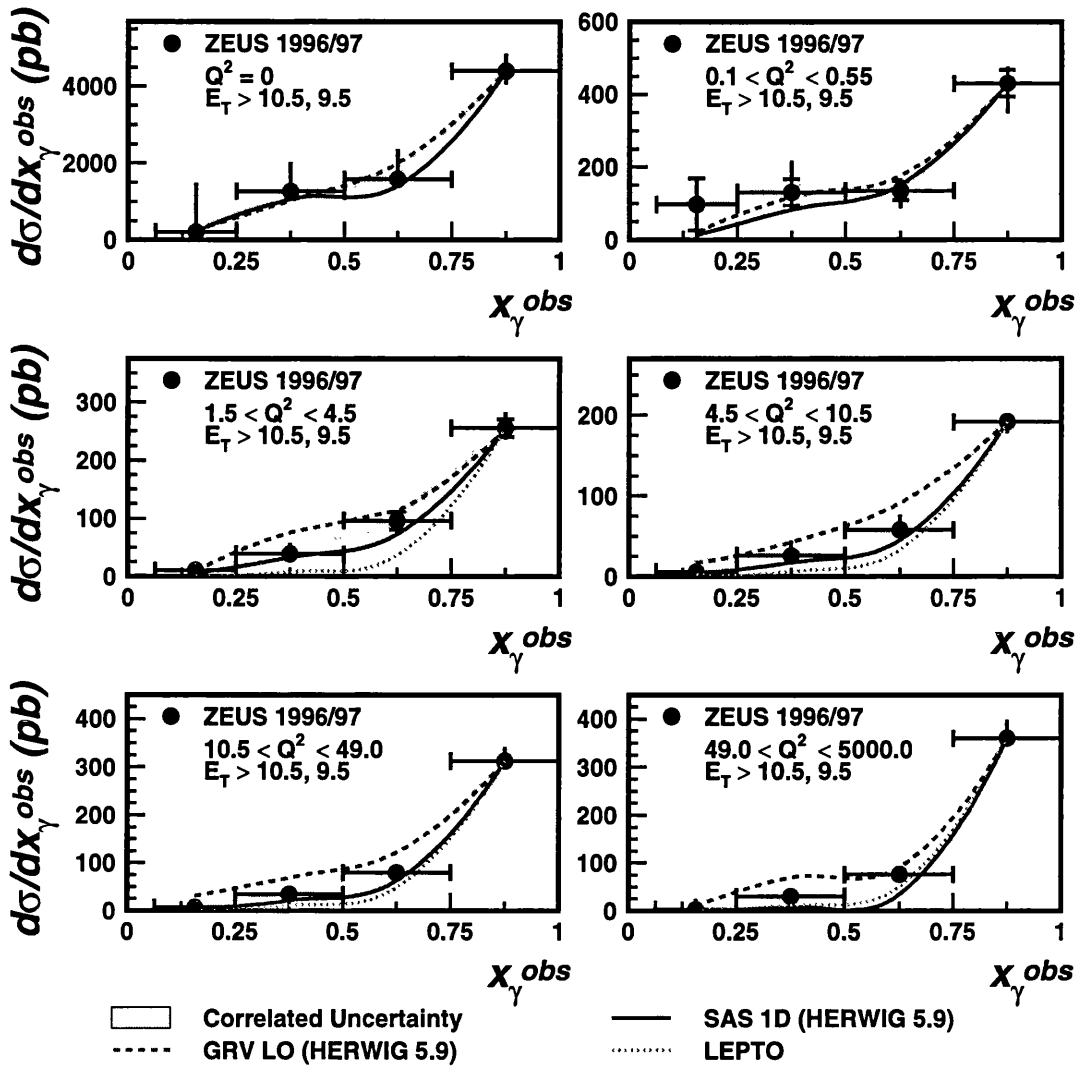 dσ/dxγ^obs (pb)
ZEUS 1996/97
Q² = 0
E_T > 10.5, 9.5
4000
2000
0
0 0.25 0.5 0.75 1
xγ^obs
ZEUS 1996/97
0.1 < Q² < 0.55
E_T > 10.5, 9.5
600
400
200
0
0 0.25 0.5 0.75 1
xγ^obs
dσ/dxγ^obs (pb)
ZEUS 1996/97
1.5 < Q² < 4.5
E_T > 10.5, 9.5
300
200
100
0
0 0.25 0.5 0.75 1
xγ^obs
ZEUS 1996/97
4.5 < Q² < 10.5
E_T > 10.5, 9.5
200
100
0
0 0.25 0.5 0.75 1
xγ^obs
dσ/dxγ^obs (pb)
ZEUS 1996/97
10.5 < Q² < 49.0
E_T > 10.5, 9.5
400
300
200
100
0
0 0.25 0.5 0.75 1
xγ^obs
ZEUS 1996/97
49.0 < Q² < 5000.0
E_T > 10.5, 9.5
400
300
200
100
0
0 0.25 0.5 0.75 1
xγ^obs
Correlated Uncertainty
SAS 1D (HERWIG 5.9)
GRV LO (HERWIG 5.9)
LEPTO